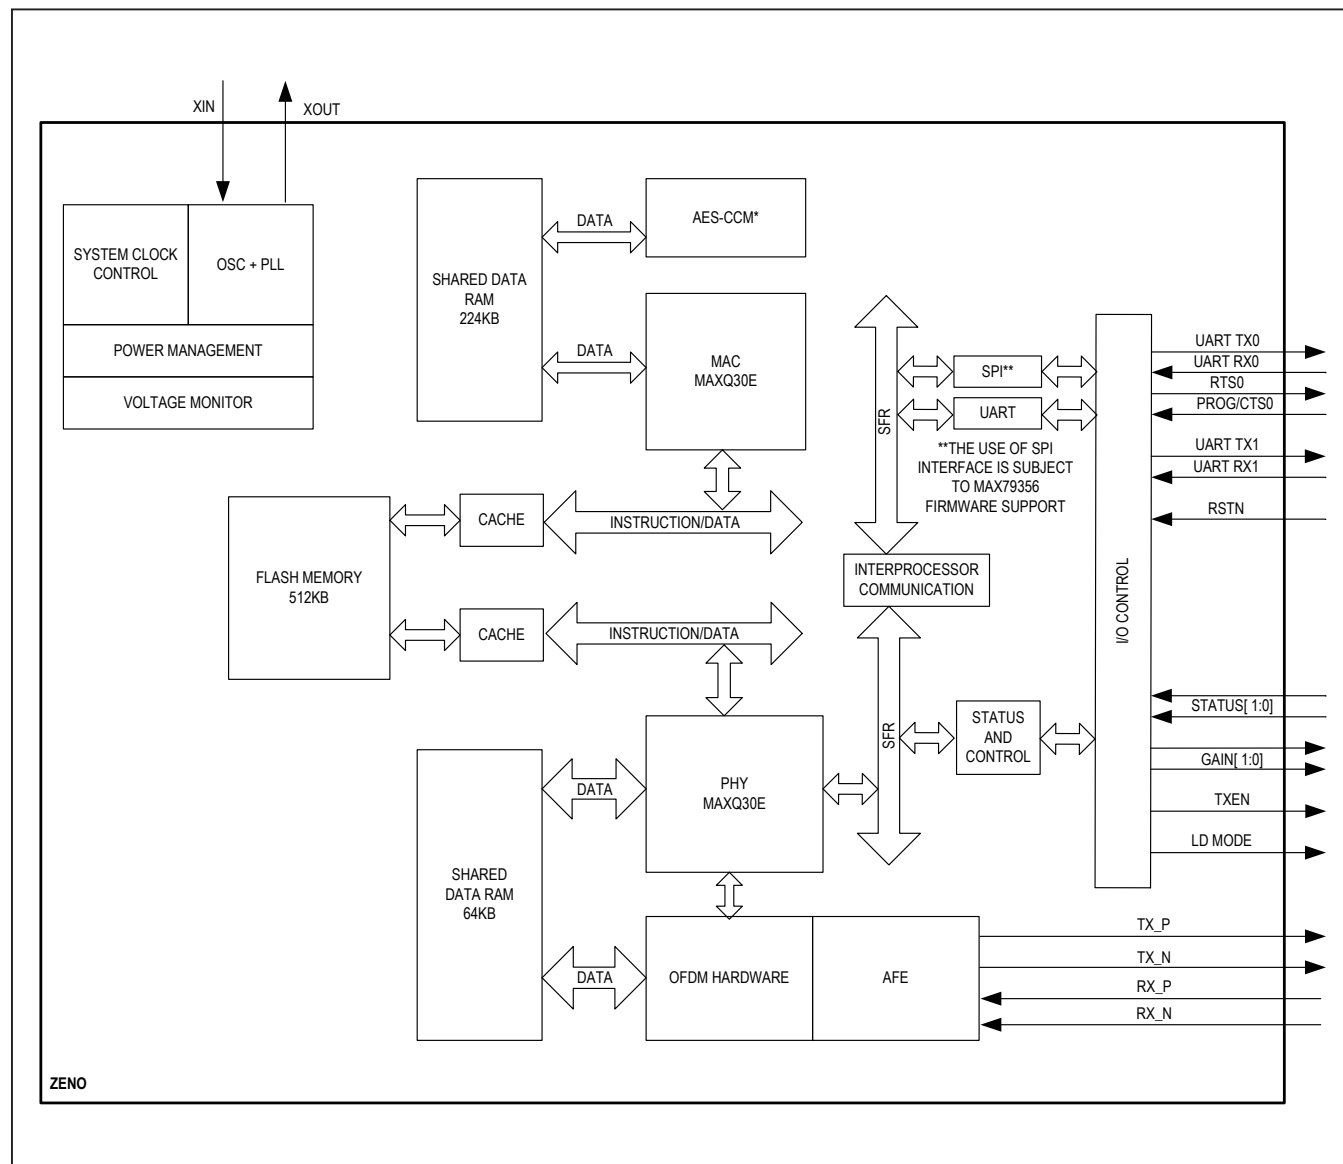 XIN
XOUT
SYSTEM CLOCK
CONTROL
OSC + PLL
POWER MANAGEMENT
VOLTAGE MONITOR
SHARED DATA
RAM
224KB
DATA
AES-CCM*
DATA
MAC
MAXQ30E
SFR
SPI**
UART
**THE USE OF SPI
INTERFACE IS SUBJECT
TO MAX79356
FIRMWARE SUPPORT
I/O CONTROL
UART TX0
UART RX0
RTS0
PROG/CTS0
UART TX1
UART RX1
RSTN
FLASH MEMORY
512KB
CACHE
INSTRUCTION/DATA
CACHE
INSTRUCTION/DATA
INTERPROCESSOR
COMMUNICATION
SFR
STATUS
AND
CONTROL
STATUS[ 1:0]
GAIN[ 1:0]
TXEN
LD MODE
SHARED
DATA RAM
64KB
DATA
PHY
MAXQ30E
DATA
OFDM HARDWARE
AFE
TX_P
TX_N
RX_P
RX_N
ZENO